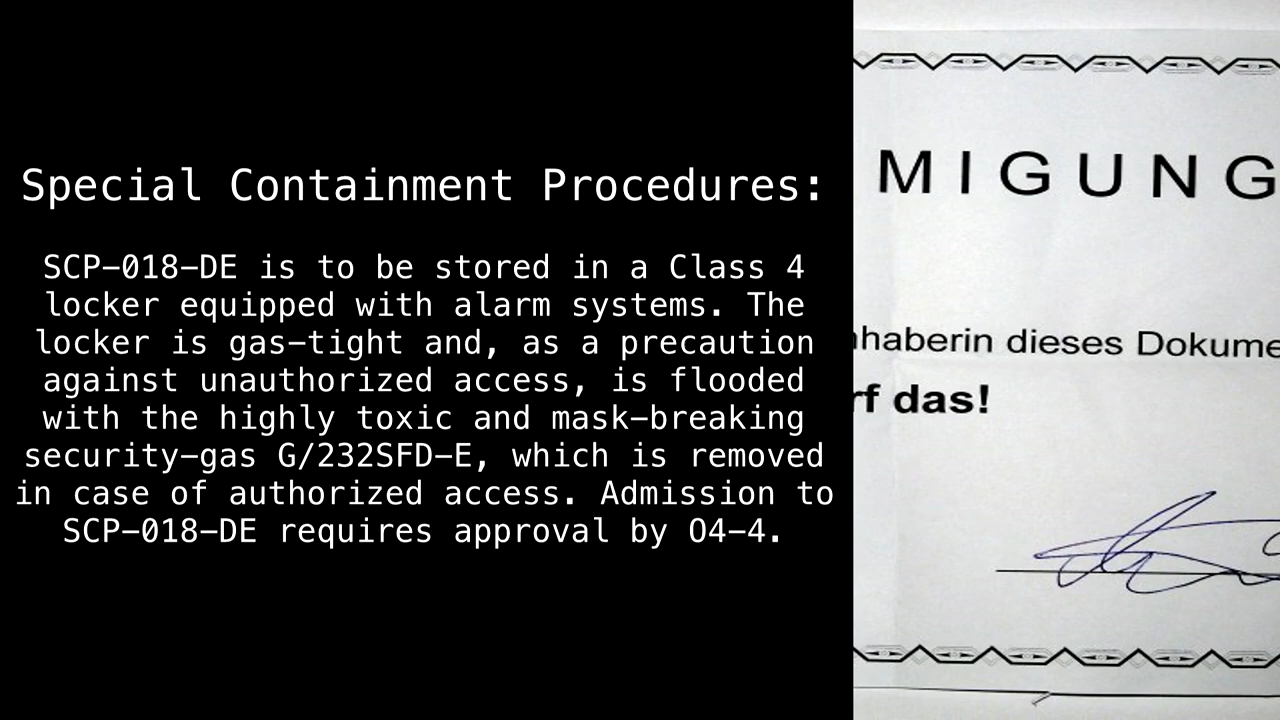 Special Containment Procedures:
SCP-018-DE is to be stored in a Class 4
locker equipped with alarm systems. The
locker is gas-tight and, as a precaution
against unauthorized access, is flooded
with the highly toxic and mask-breaking
security-gas G/232SFD-E, which is removed
in case of authorized access. Admission to
SCP-018-DE requires approval by O4-4.
MIGUNG
nhaberin dieses Dokume
rf das!